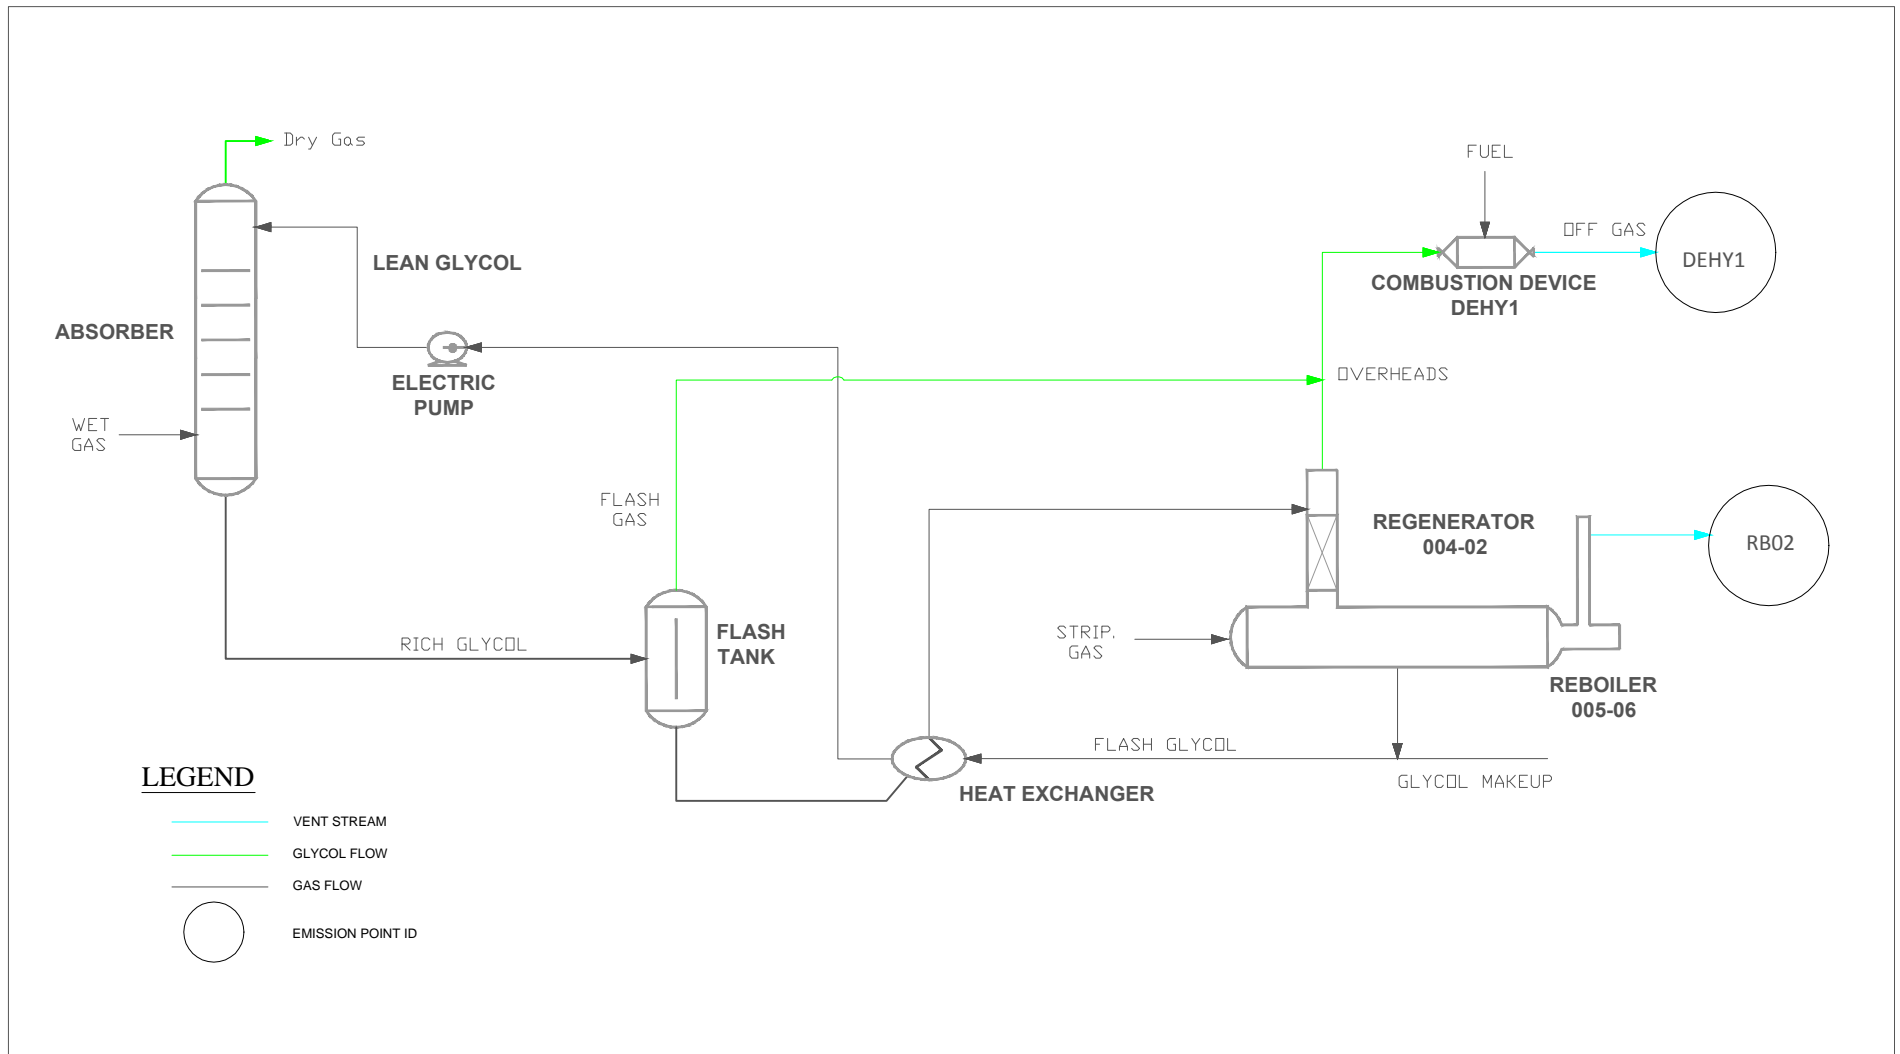 Dry Gas
FUEL
OFF GAS
DEHY1
LEAN GLYCOL
COMBUSTION DEVICE
DEHY1
ABSORBER
ELECTRIC
PUMP
OVERHEADS
WET
GAS
FLASH
GAS
REGENERATOR
004-02
RB02
RICH GLYCOL
FLASH
TANK
STRIP.
GAS
REBOILER
005-06
FLASH GLYCOL
GLYCOL MAKEUP
HEAT EXCHANGER
LEGEND
VENT STREAM
GLYCOL FLOW
GAS FLOW
EMISSION POINT ID